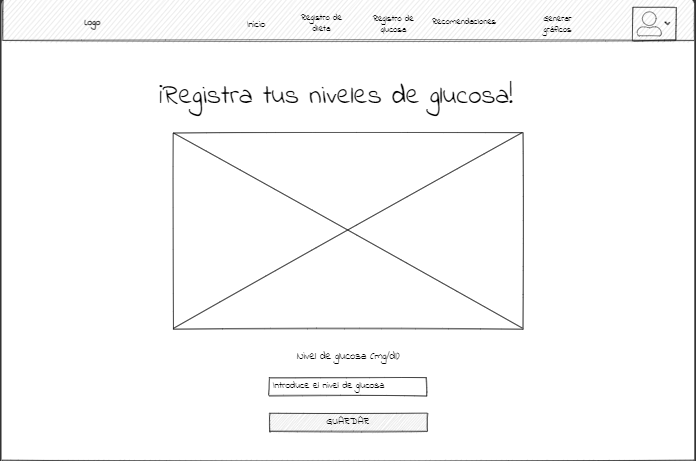 Logo
Inicio
Registro de
dieta
Registro de
glucosa
Recomendaciones
Generar
gráficos
¡Registra tus niveles de glucosa!
Nivel de glucosa (mg/dl)
Introduce el nivel de glucosa
GUARDAR